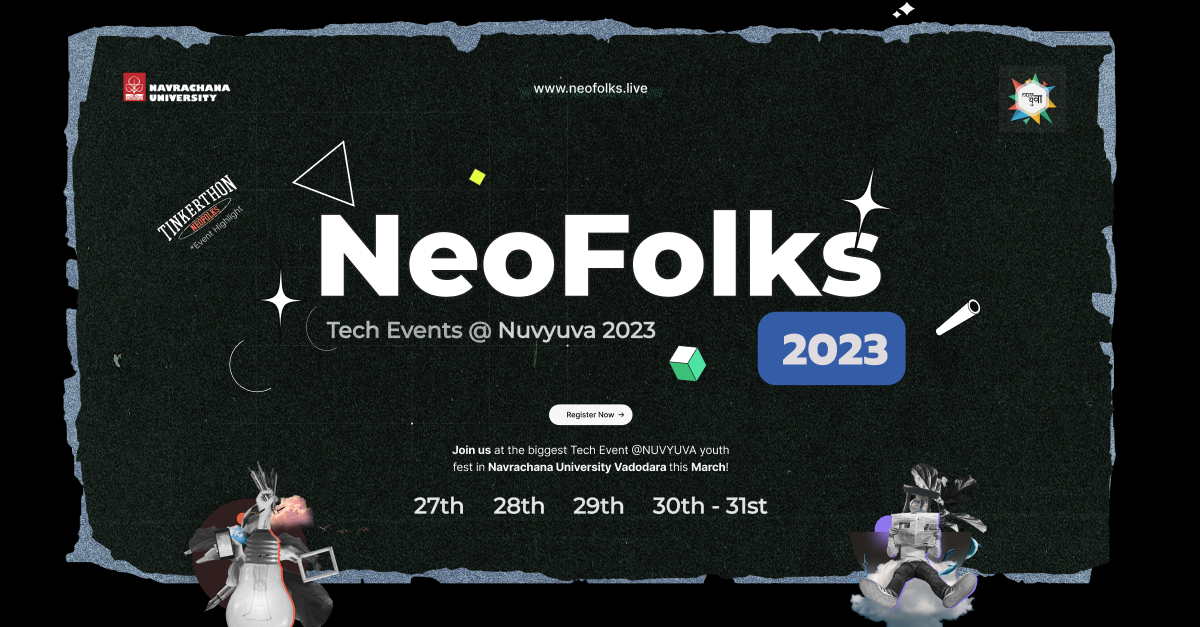 NAVRACHANA
UNIVERSITY
www.neofolks.live
युवा
TINKERTHON
NEOFOLKS
*Event Highlight
NeoFolks
Tech Events @ Nuvyuva 2023
2023
Register Now →
Join us at the biggest Tech Event @NUVYUVA youth
fest in Navrachana University Vadodara this March!
27th 28th 29th 30th - 31st